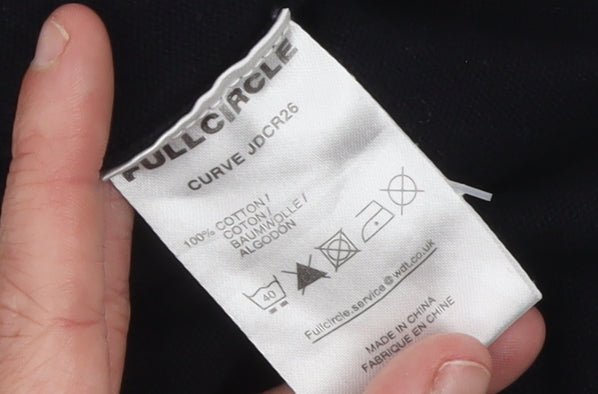 FULLCIRCLE
CURVE JDCR26
100% COTTON /
COTON /
BAUMWOLLE /
ALGODÓN
40
Fullcircle.service@wdt.co.uk
MADE IN CHINA
FABRIQUE EN CHINE